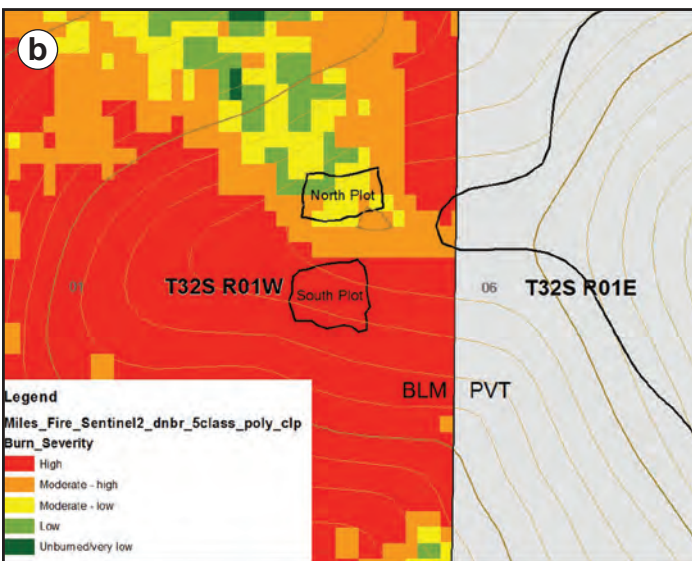 b
North Plot
01
T32S R01W
South Plot
06
T32S R01E
BLM
PVT
Legend
Miles_Fire_Sentinel2_dnbr_5class_poly_clp
Burn_Severity
High
Moderate - high
Moderate - low
Low
Unburned/very low